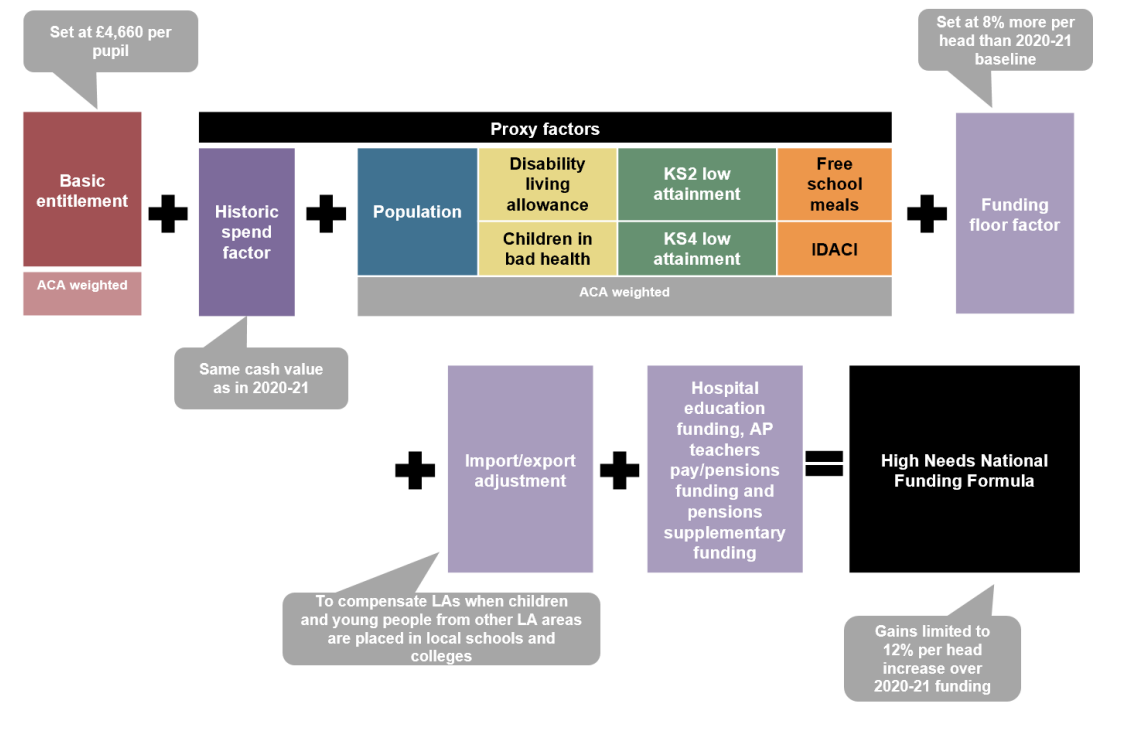 Set at £4,660 per
pupil
Set at 8% more per
head than 2020-21
baseline
Proxy factors
Basic
entitlement
ACA weighted
Historic
spend
factor
Population
Disability
living
allowance
KS2 low
attainment
Free
school
meals
Children in
bad health
KS4 low
attainment
IDACI
ACA weighted
Funding
floor factor
Same cash value
as in 2020-21
Import/export
adjustment
Hospital
education
funding, AP
teachers
pay/pensions
funding and
pensions
supplementary
funding
High Needs National
Funding Formula
To compensate LAs when children
and young people from other LA areas
are placed in local schools and
colleges
Gains limited to
12% per head
increase over
2020-21 funding